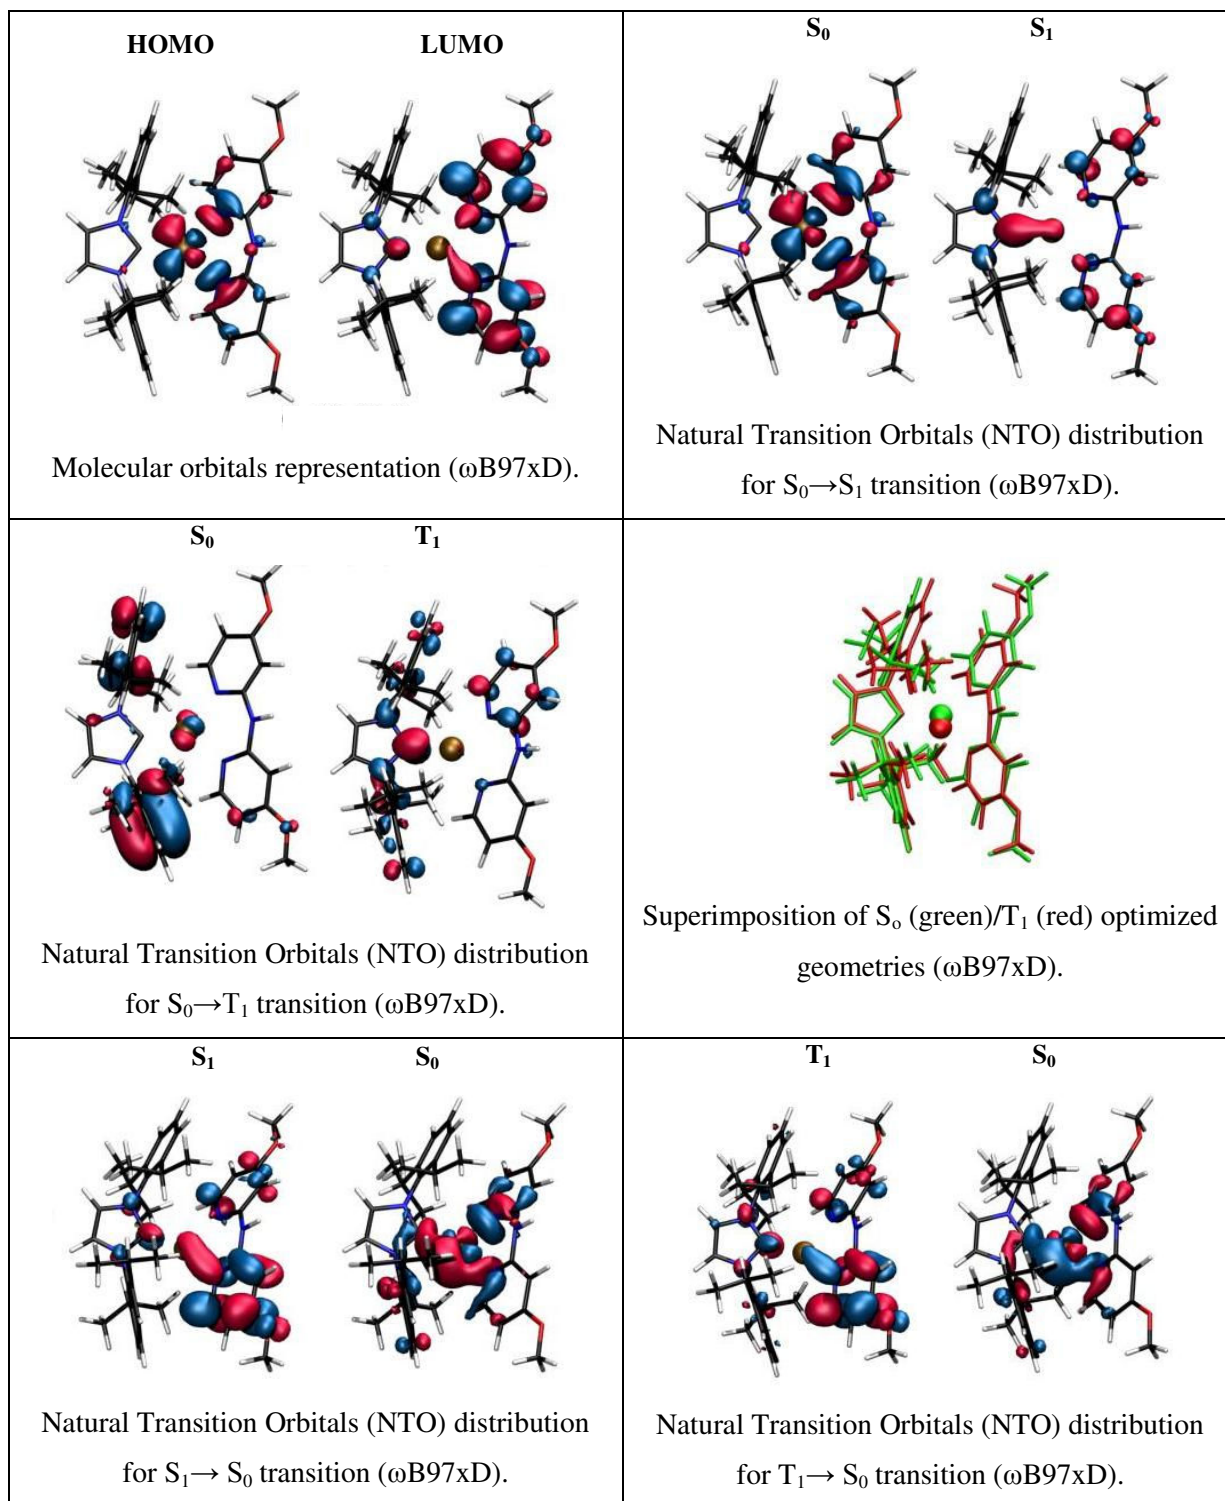 HOMO LUMO
Molecular orbitals representation (ωB97xD).
S₀ S₁
Natural Transition Orbitals (NTO) distribution
for S₀→S₁ transition (ωB97xD).
S₀ T₁
Natural Transition Orbitals (NTO) distribution
for S₀→T₁ transition (ωB97xD).
Superimposition of Sₒ (green)/T₁ (red) optimized
geometries (ωB97xD).
S₁ S₀
Natural Transition Orbitals (NTO) distribution
for S₁→ S₀ transition (ωB97xD).
T₁ S₀
Natural Transition Orbitals (NTO) distribution
for T₁→ S₀ transition (ωB97xD).